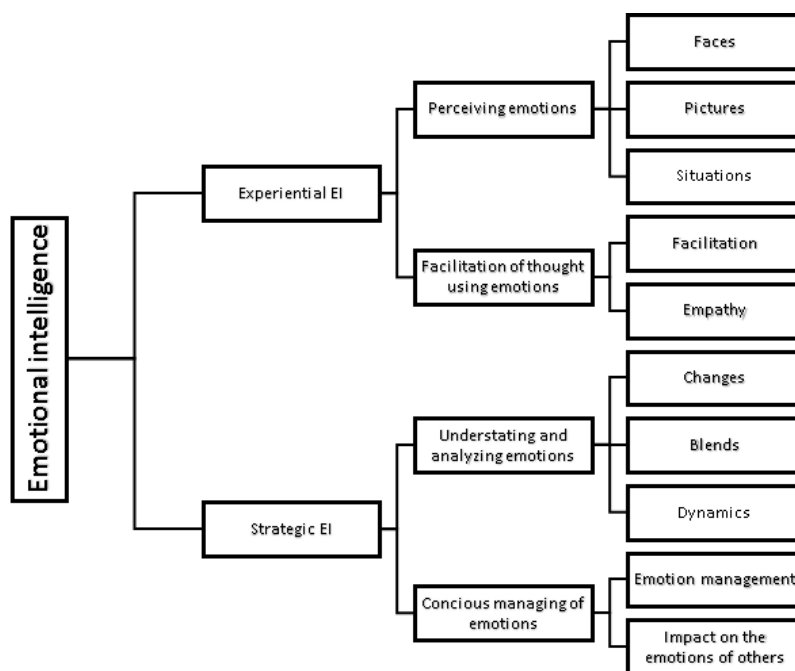 Emotional intelligence
Experiential EI
Strategic EI
Perceiving emotions
Facilitation of thought
using emotions
Understating and
analyzing emotions
Concious managing of
emotions
Faces
Pictures
Situations
Facilitation
Empathy
Changes
Blends
Dynamics
Emotion management
Impact on the
emotions of others